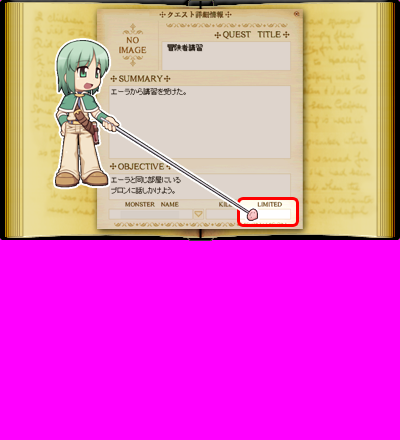 クエスト詳細情報
NO
IMAGE
QUEST TITLE
冒険者講習
SUMMARY
エーラから講習を受けた。
OBJECTIVE
エーラと同じ部屋にいる
ブロンに話しかけよう。
MONSTER NAME
KILL
LIMITED